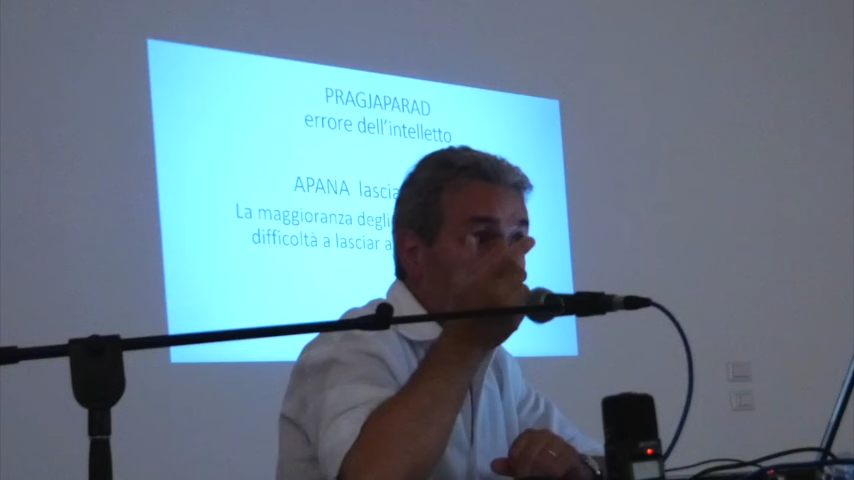 PRAGJAPARAD
errore dell'intelletto
APANA lascia
La maggioranza degli
difficoltà a lasciar a